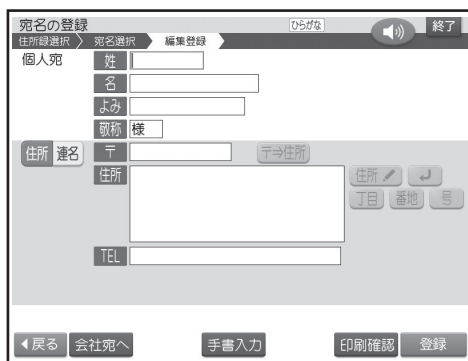 宛名の登録 ひらがな 終了
住所録選択 宛名選択 編集登録
個人宛 姓
名
よみ
敬称 様
住所 連名 〒 〒⇒住所
住所 住所
丁目 番地 号
TEL
戻る 会社宛へ 手書入力 印刷確認 登録